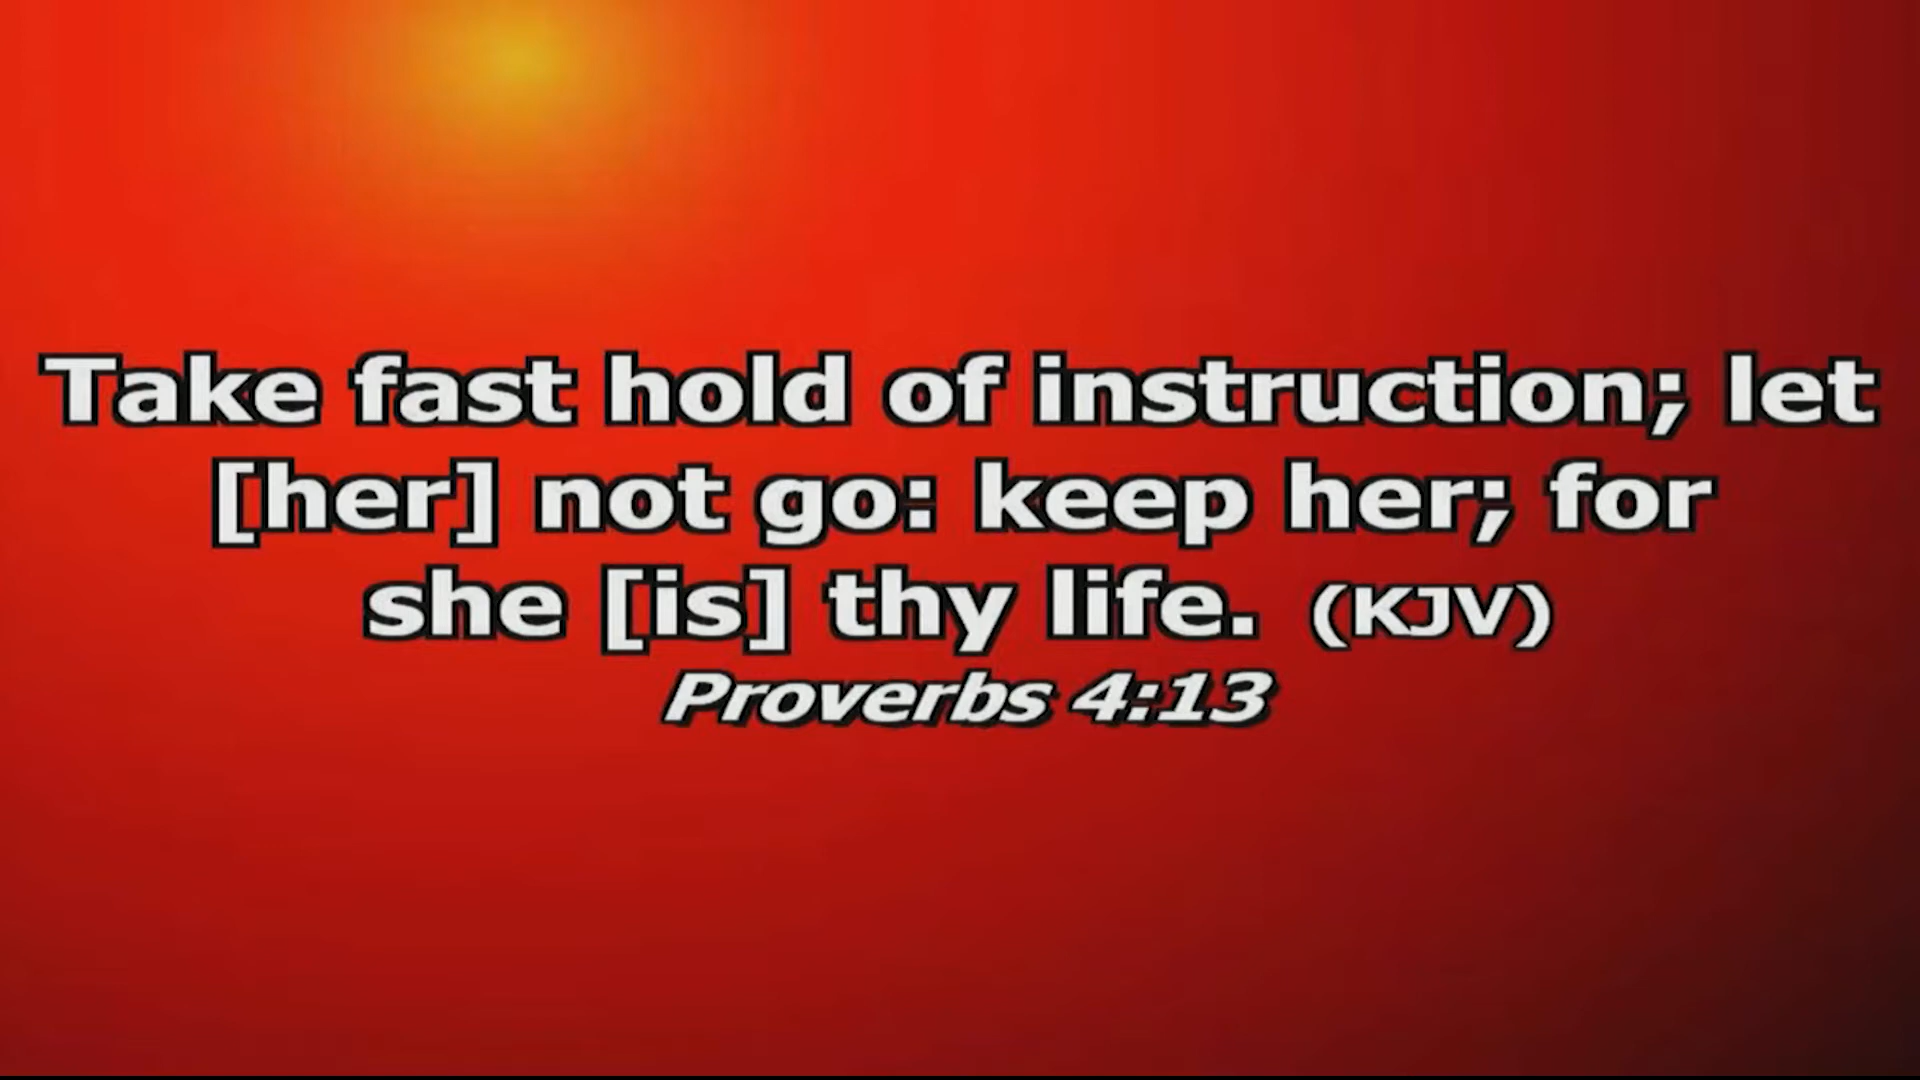 Take fast hold of instruction; let
[her] not go: keep her; for
she [is] thy life. (KJV)
Proverbs 4:13